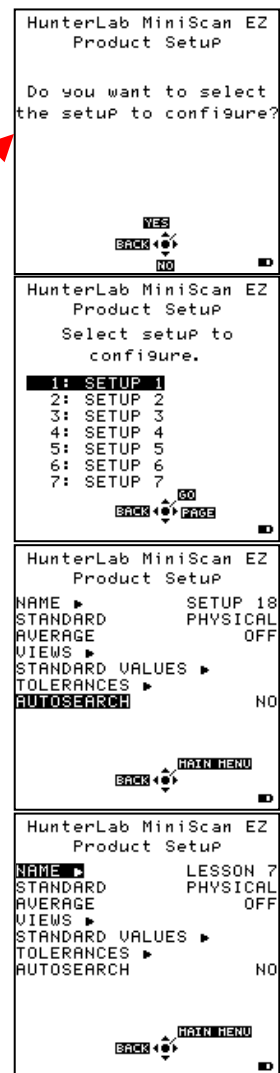 HunterLab MiniScan EZ
Product Setup
Do you want to select
the setup to configure?
YES
BACK
NO
HunterLab MiniScan EZ
Product Setup
Select setup to
configure.
1: SETUP 1
2: SETUP 2
3: SETUP 3
4: SETUP 4
5: SETUP 5
6: SETUP 6
7: SETUP 7
GO
BACK PAGE
HunterLab MiniScan EZ
Product Setup
NAME ▶ SETUP 18
STANDARD PHYSICAL
AVERAGE OFF
VIEWS ▶
STANDARD VALUES ▶
TOLERANCES ▶
AUTOSEARCH NO
MAIN MENU
BACK
HunterLab MiniScan EZ
Product Setup
NAME ▶ LESSON 7
STANDARD PHYSICAL
AVERAGE OFF
VIEWS ▶
STANDARD VALUES ▶
TOLERANCES ▶
AUTOSEARCH NO
MAIN MENU
BACK